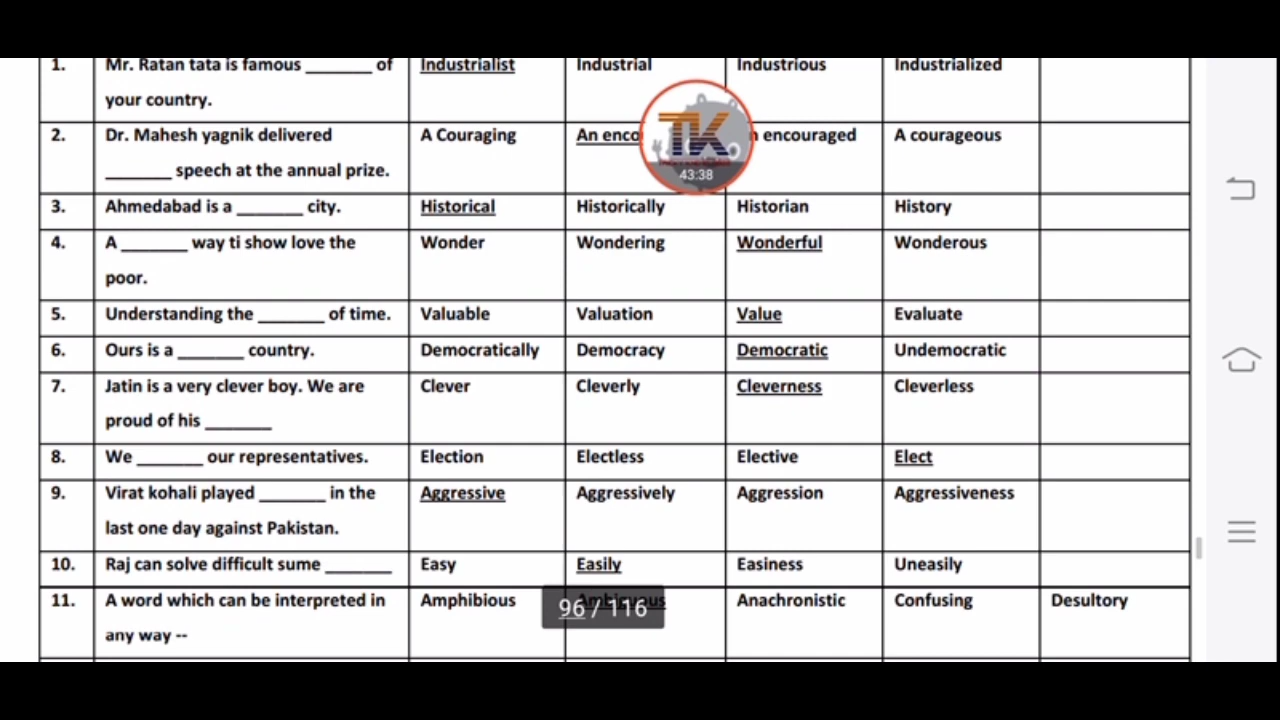 1. Mr. Ratan tata is famous _______ of Industrialist Industrial Industrious Industrialized
your country.
2. Dr. Mahesh yagnik delivered A Couraging An enco encouraged A courageous
_______ speech at the annual prize.
TK
43:38
3. Ahmedabad is a _______ city. Historical Historically Historian History
4. A _______ way ti show love the Wonder Wondering Wonderful Wonderous
poor.
5. Understanding the _______ of time. Valuable Valuation Value Evaluate
6. Ours is a _______ country. Democratically Democracy Democratic Undemocratic
7. Jatin is a very clever boy. We are Clever Cleverly Cleverness Cleverless
proud of his _______
8. We _______ our representatives. Election Electless Elective Elect
9. Virat kohali played _______ in the Aggressive Aggressively Aggression Aggressiveness
last one day against Pakistan.
10. Raj can solve difficult sume _______ Easy Easily Easiness Uneasily
11. A word which can be interpreted in Amphibious Ambiguous Anachronistic Confusing Desultory
any way --
96 / 116